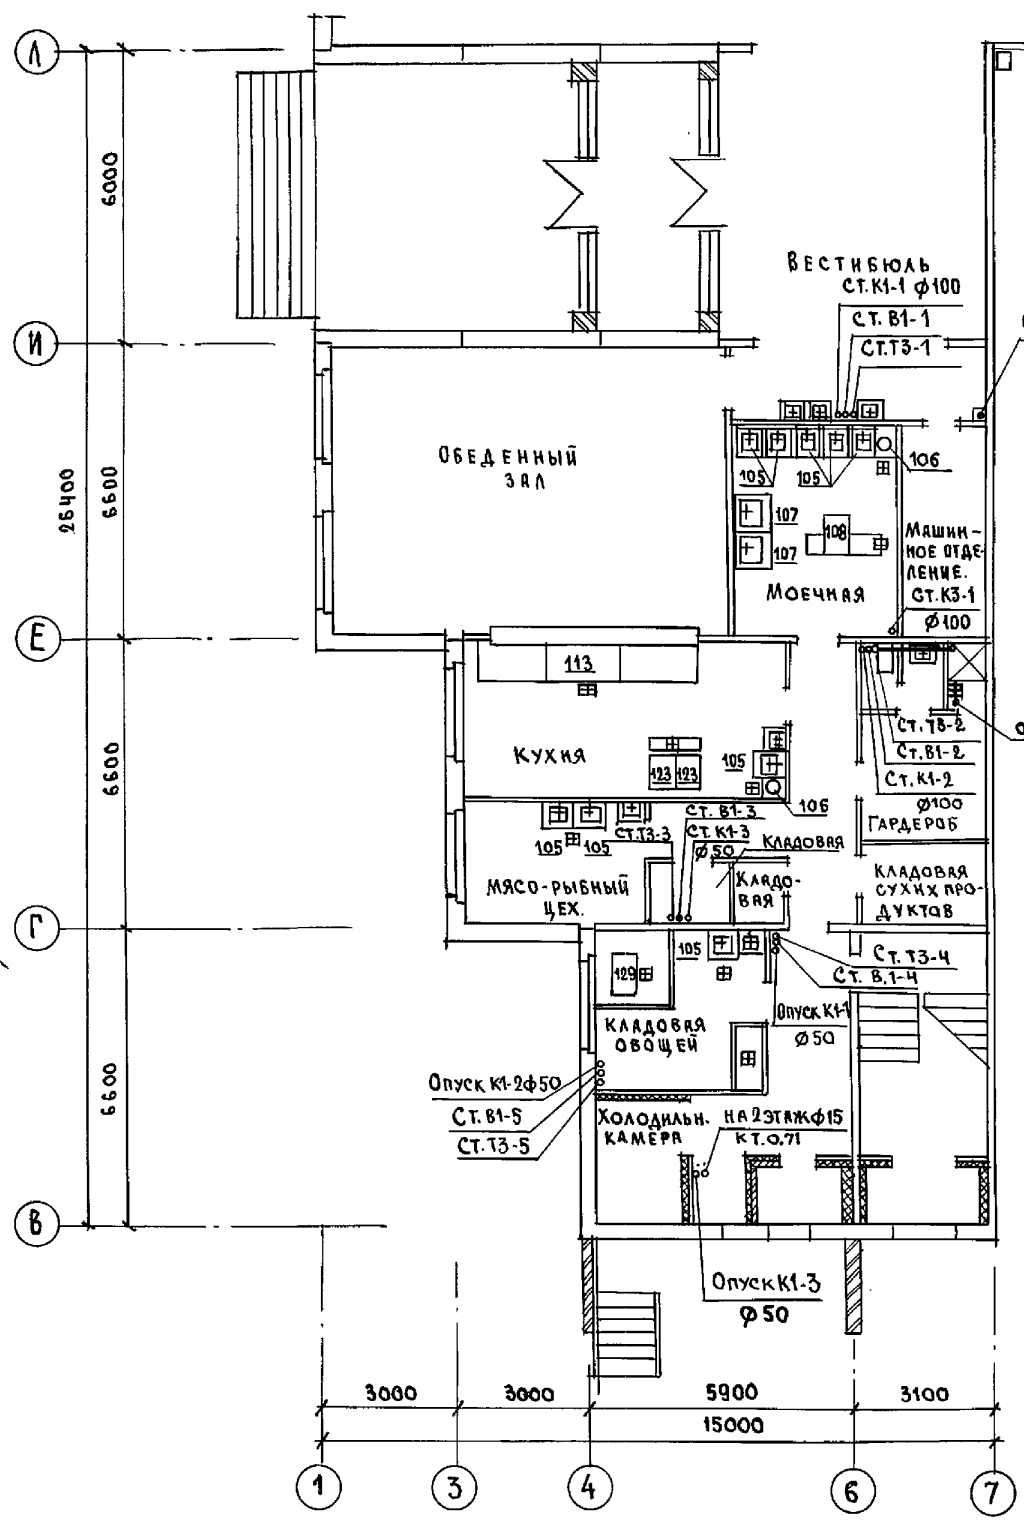 Л
6000
ВЕСТИБЮЛЬ
СТ.К1-1 ф100
СТ. В1-1
СТ.Т3-1
И
ОБЕДЕННЫЙ
ЗАЛ
106
105
105
26400
6600
107
107
108
МАШИН-
НОЕ ОТДЕ-
ЛЕНИЕ.
МОЕЧНАЯ
СТ.К3-1
ф100
Е
113
СТ.Т3-2
СТ.В1-2
СТ.К1-2
ф100
КУХНЯ
105
123
123
106
6600
ГАРДЕРОБ
СТ. В1-3
СТ.Т3-3
СТ.К1-3
ф50
КЛАДОВАЯ
105
105
МЯСО-РЫБНЫЙ
ЦЕХ.
КЛАДО-
ВАЯ
КЛАДОВАЯ
СУХИХ ПРО-
ДУКТОВ
Г
105
СТ. Т3-4
СТ. В.1-4
129
ОПУСК К1-1
ф50
КЛАДОВАЯ
ОВОЩЕЙ
6600
ОПУСК К1-2ф50
СТ. В1-5
СТ.Т3-5
ХОЛОДИЛЬН.
КАМЕРА
НА 2 ЭТАЖ ф15
К Т.О.71
В
ОПУСК К1-3
ф50
3000
3000
5900
3100
15000
1
3
4
6
7